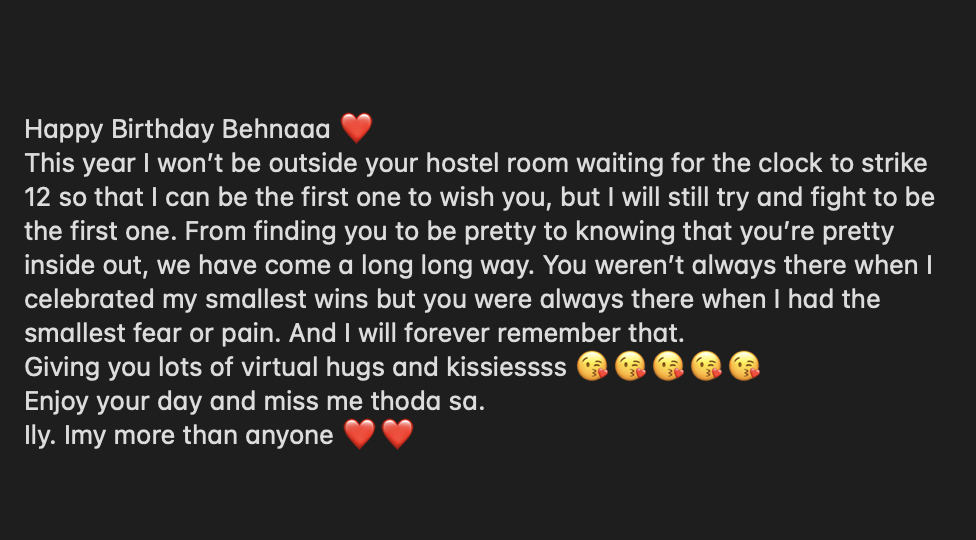 Happy Birthday Behnaaa ❤️
This year I won’t be outside your hostel room waiting for the clock to strike
12 so that I can be the first one to wish you, but I will still try and fight to be
the first one. From finding you to be pretty to knowing that you’re pretty
inside out, we have come a long long way. You weren’t always there when I
celebrated my smallest wins but you were always there when I had the
smallest fear or pain. And I will forever remember that.
Giving you lots of virtual hugs and kissiessss 😘😘😘😘😘
Enjoy your day and miss me thoda sa.
Ily. Imy more than anyone ❤️❤️